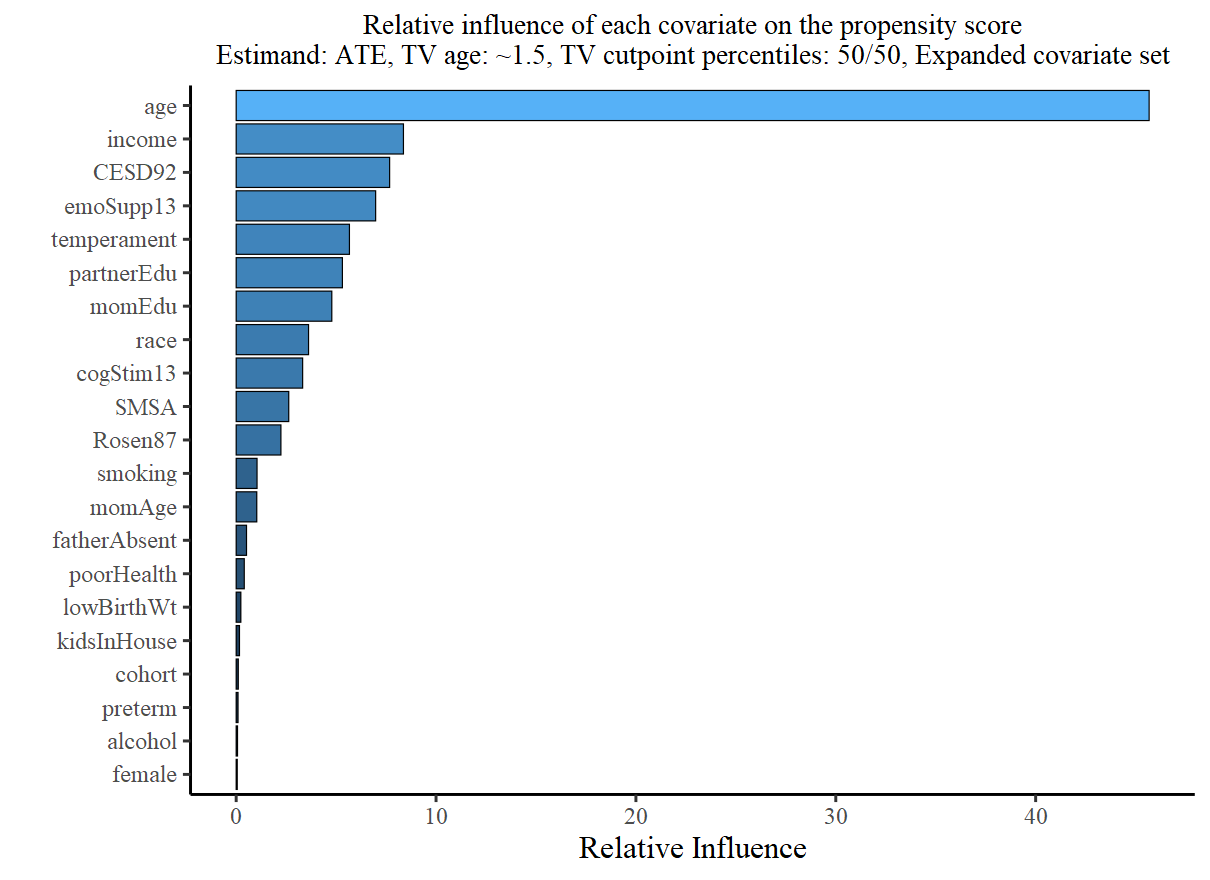 Relative influence of each covariate on the propensity score
Estimand: ATE, TV age: ~1.5, TV cutpoint percentiles: 50/50, Expanded covariate set
age
income
CESD92
emoSupp13
temperament
partnerEdu
momEdu
race
cogStim13
SMSA
Rosen87
smoking
momAge
fatherAbsent
poorHealth
lowBirthWt
kidsInHouse
cohort
preterm
alcohol
female
0 10 20 30 40
Relative Influence